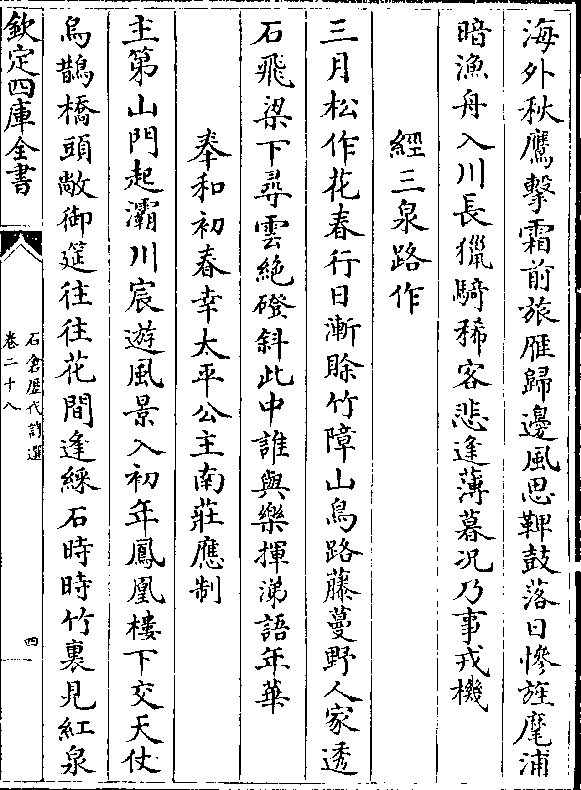 海外秋鷹擊霜前旅雁歸邊風思鞞鼓落日慘旌麾浦
暗漁舟入川長獵騎稀客悲逢薄暮况乃事戎機
經三泉路作
三月松作花春行日漸賒竹障山鳥路藤蔓野人家透
石飛梁下尋雲絶磴斜此中誰與樂揮涕語年華
奉和初春幸太平公主南莊應制
主第山門起灞川宸遊風景入初年鳳凰樓下交天仗
烏鵲橋頭敞御筵往往花間逢綵石時時竹裏見紅泉
欽定四庫全書
石倉歷代詩選
卷二十八
四